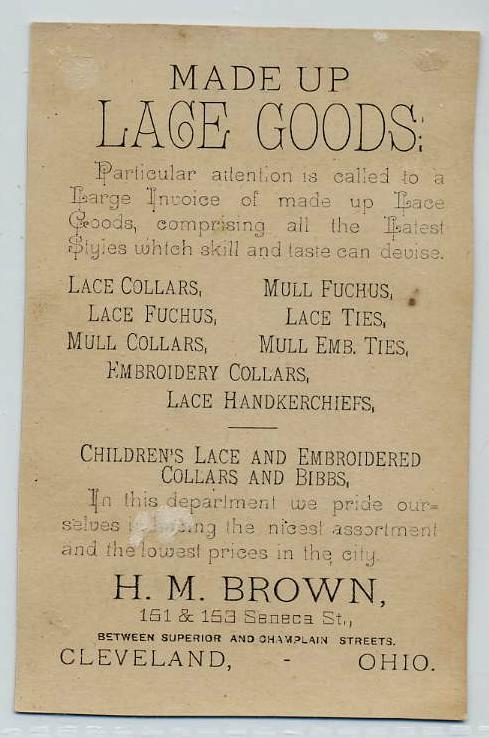 MADE UP
LACE GOODS:
Particular attention is called to a
Large Invoice of made up Lace
Goods, comprising all the Latest
Styles which skill and taste can devise.
LACE COLLARS, MULL FUCHUS,
LACE FUCHUS, LACE TIES,
MULL COLLARS, MULL EMB. TIES,
EMBROIDERY COLLARS,
LACE HANDKERCHIEFS,
CHILDREN'S LACE AND EMBROIDERED
COLLARS AND BIBBS,
In this department we pride our=
selves the nicest assortment
and the lowest prices in the city.
H. M. BROWN,
151 & 153 Seneca St.,
BETWEEN SUPERIOR AND CHAMPLAIN STREETS.
CLEVELAND, - OHIO.